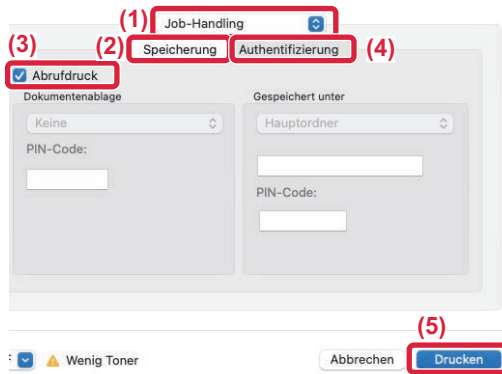 (1) Job-Handling
(3) (2) Speicherung Authentifizierung (4)
Abrufdruck
Dokumentenablage Gespeichert unter
Keine Hauptordner
PIN-Code:
PIN-Code:
(5)
F Wenig Toner Abbrechen Drucken